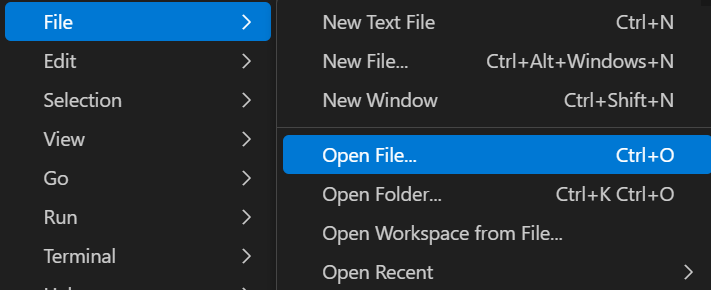 File
Edit
Selection
View
Go
Run
Terminal
New Text File Ctrl+N
New File... Ctrl+Alt+Windows+N
New Window Ctrl+Shift+N
Open File... Ctrl+O
Open Folder... Ctrl+K Ctrl+O
Open Workspace from File...
Open Recent